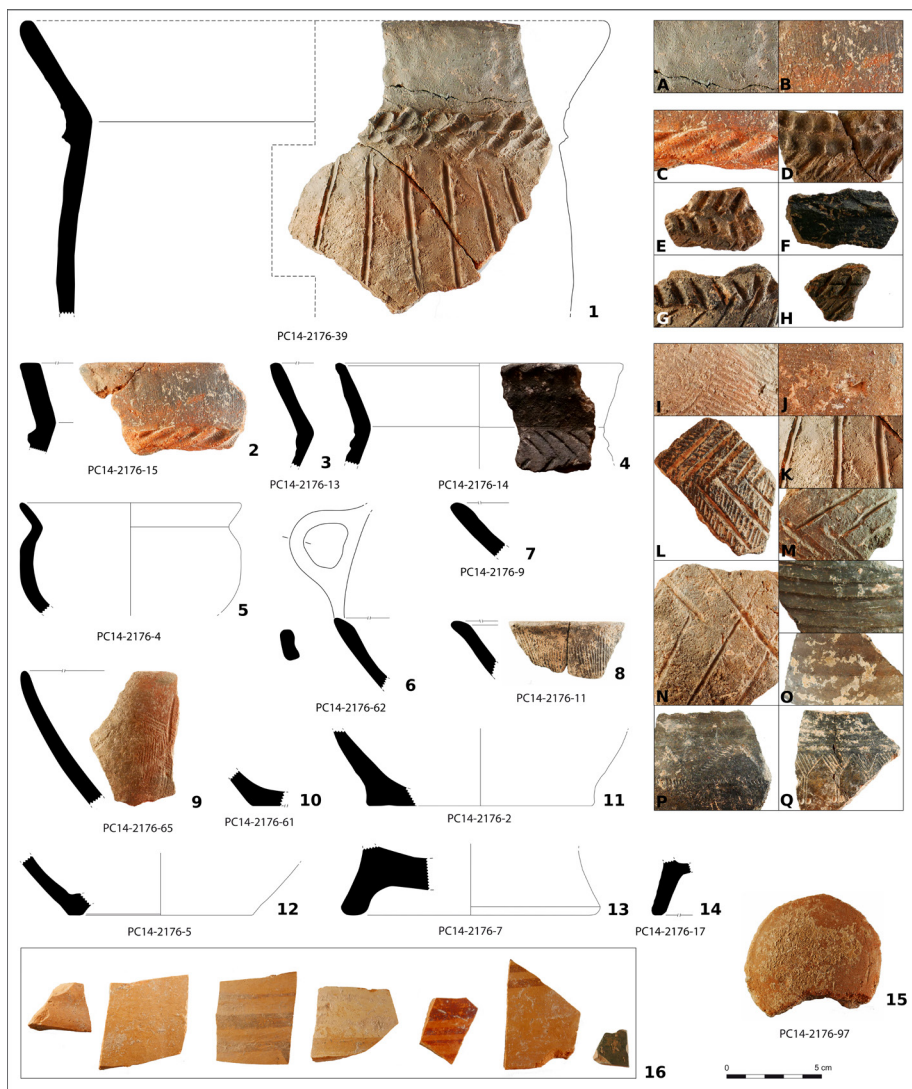 1
PC14-2176-39
A
B
C
D
E
F
G
H
2
PC14-2176-15
3
PC14-2176-13
4
PC14-2176-14
5
PC14-2176-4
6
PC14-2176-62
7
PC14-2176-9
8
PC14-2176-11
I
J
K
L
M
N
O
P
Q
9
PC14-2176-65
10
PC14-2176-61
11
PC14-2176-2
12
PC14-2176-5
13
PC14-2176-7
14
PC14-2176-17
15
PC14-2176-97
16
0 5 cm